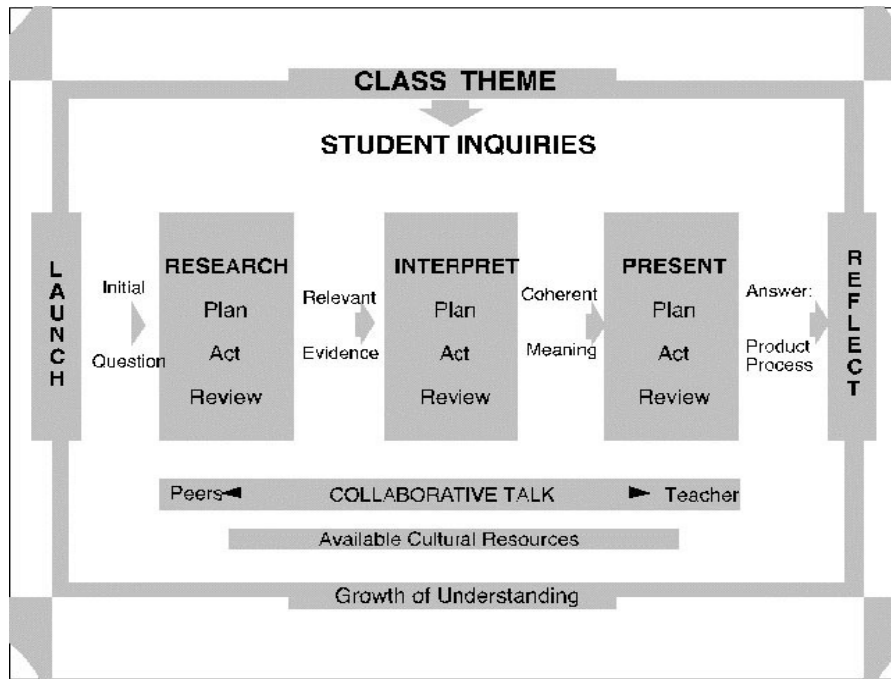 CLASS THEME
STUDENT INQUIRIES
LAUNCH
Initial
Question
RESEARCH
Plan
Act
Review
Relevant
Evidence
INTERPRET
Plan
Act
Review
Coherent
Meaning
PRESENT
Plan
Act
Review
Answer:
Product
Process
REFLECT
Peers COLLABORATIVE TALK Teacher
Available Cultural Resources
Growth of Understanding